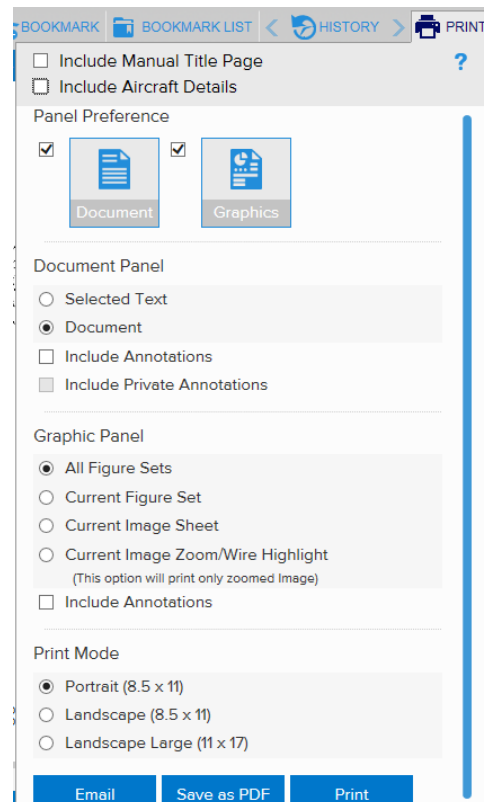 BOOKMARK BOOKMARK LIST < HISTORY > PRINT
Include Manual Title Page ?
Include Aircraft Details
Panel Preference
Document Graphics
Document Panel
Selected Text
Document
Include Annotations
Include Private Annotations
Graphic Panel
All Figure Sets
Current Figure Set
Current Image Sheet
Current Image Zoom/Wire Highlight
(This option will print only zoomed Image)
Include Annotations
Print Mode
Portrait (8.5 x 11)
Landscape (8.5 x 11)
Landscape Large (11 x 17)
Email Save as PDF Print